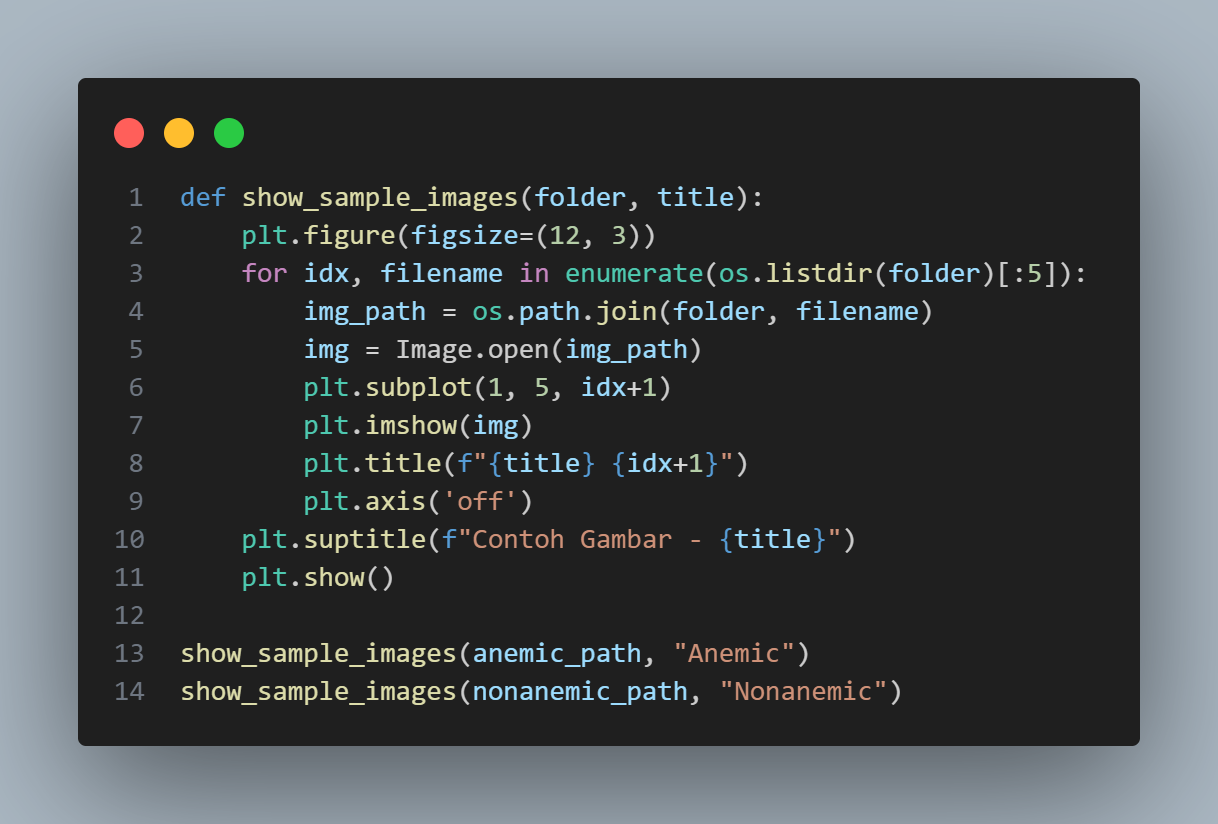 1 def show_sample_images(folder, title):
2     plt.figure(figsize=(12, 3))
3     for idx, filename in enumerate(os.listdir(folder)[:5]):
4         img_path = os.path.join(folder, filename)
5         img = Image.open(img_path)
6         plt.subplot(1, 5, idx+1)
7         plt.imshow(img)
8         plt.title(f"{title} {idx+1}")
9         plt.axis('off')
10     plt.suptitle(f"Contoh Gambar - {title}")
11     plt.show()
12
13 show_sample_images(anemic_path, "Anemic")
14 show_sample_images(nonanemic_path, "Nonanemic")